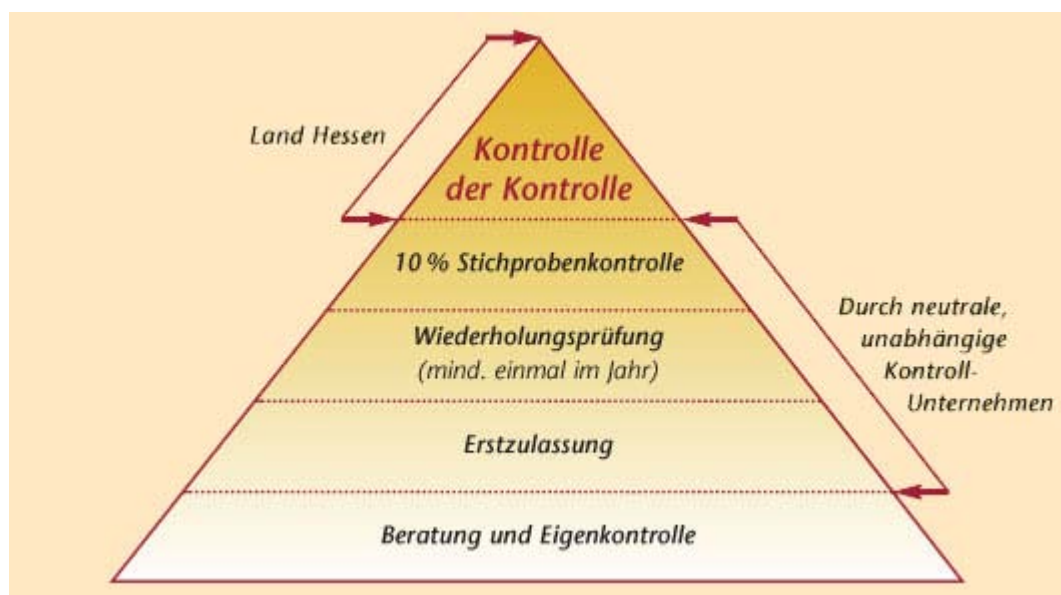 Land Hessen
Kontrolle
der Kontrolle
10 % Stichprobenkontrolle
Wiederholungsprüfung
(mind. einmal im Jahr)
Durch neutrale,
unabhängige
Kontroll-
Unternehmen
Erstzulassung
Beratung und Eigenkontrolle